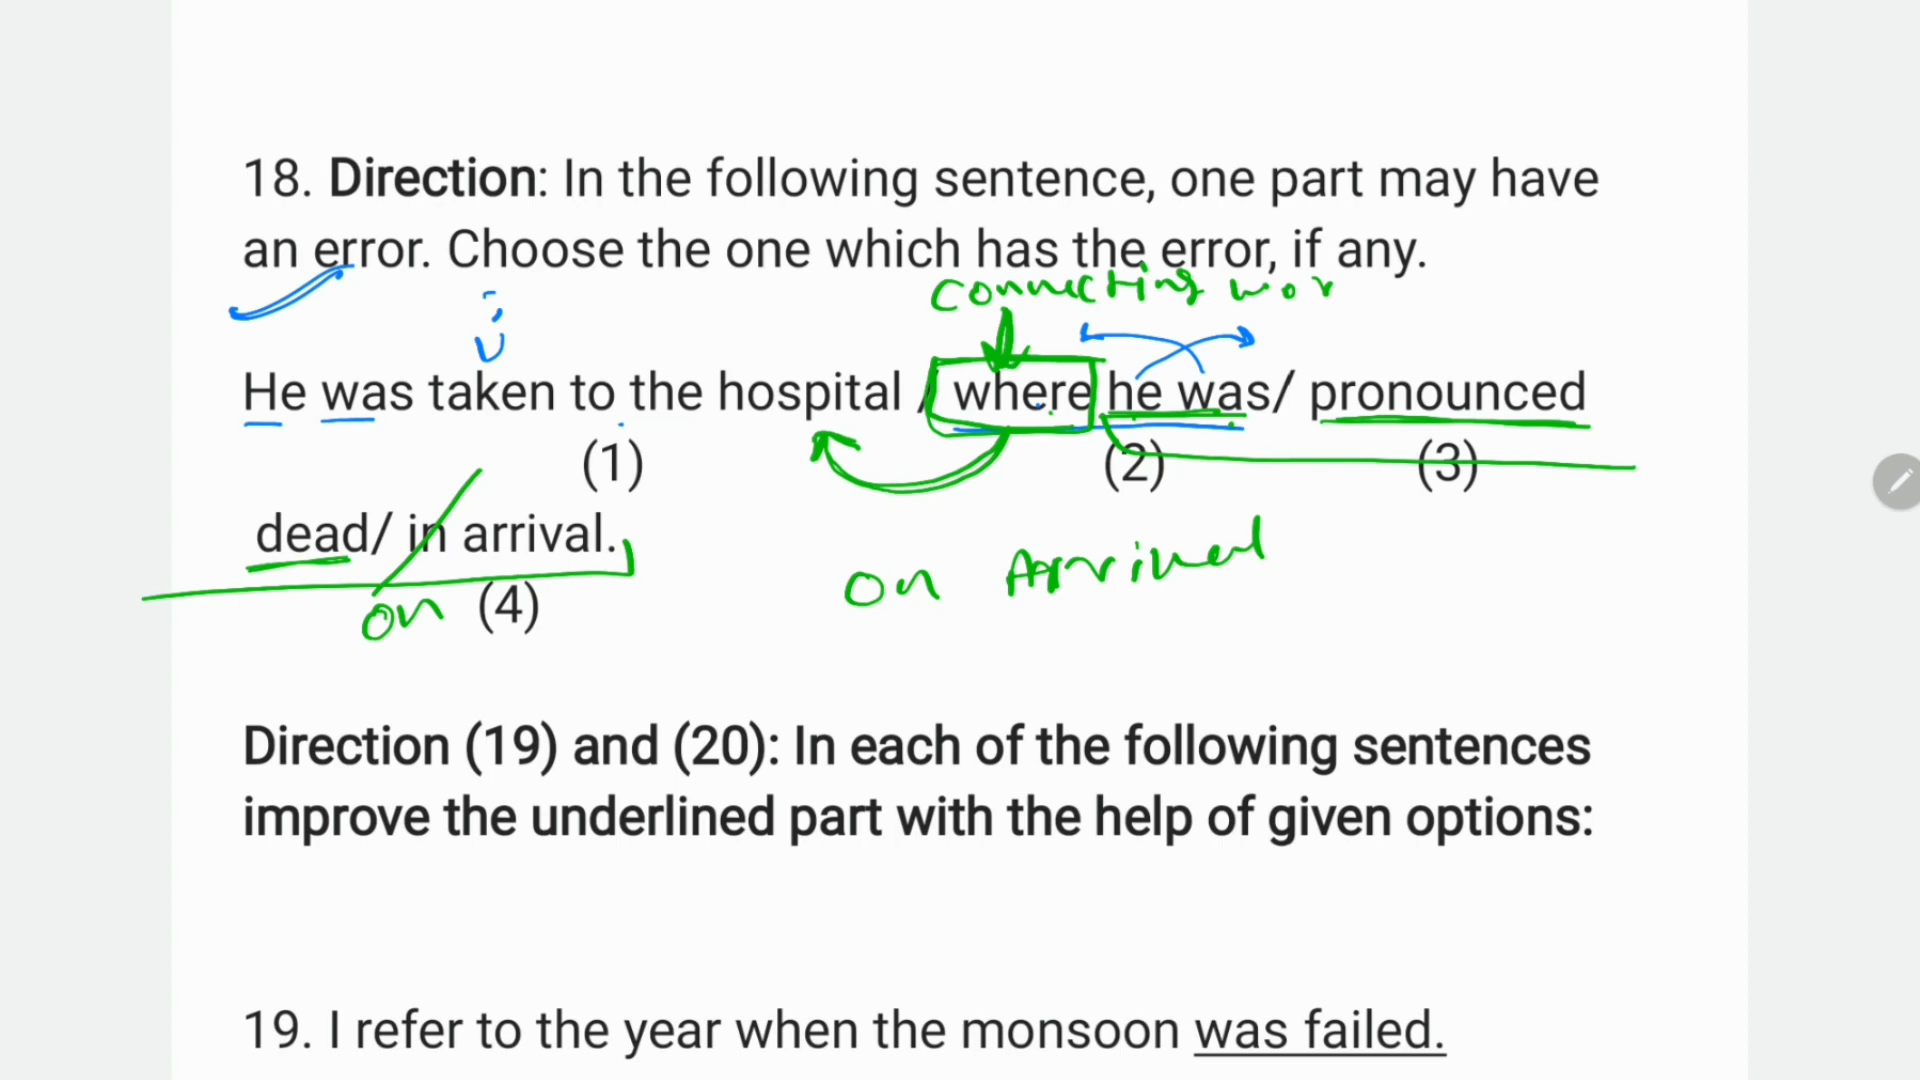 18. Direction: In the following sentence, one part may have
an error. Choose the one which has the error, if any.
Connecting wor
He was taken to the hospital / where he was/ pronounced
(1) (2) (3)
dead/ in arrival.
on Arrival
on (4)
Direction (19) and (20): In each of the following sentences
improve the underlined part with the help of given options:
19. I refer to the year when the monsoon was failed.